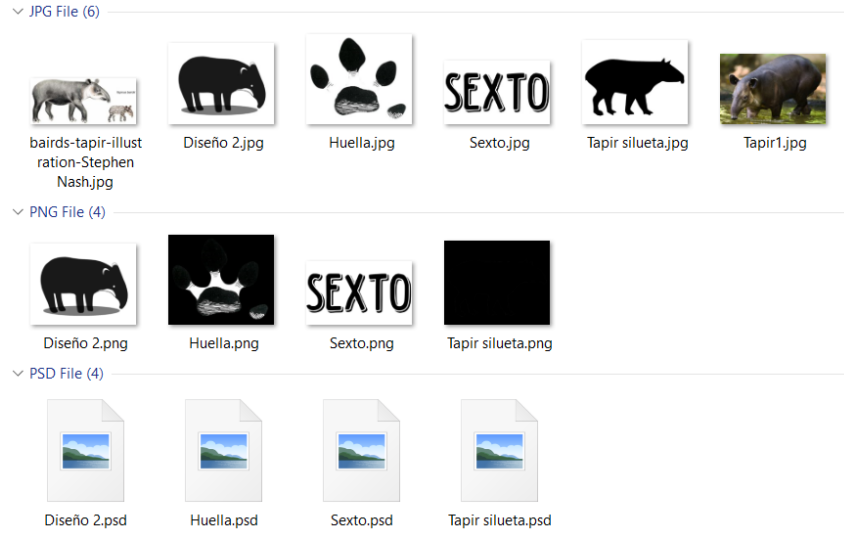 JPG File (6)
bairds-tapir-illust
ration-Stephen
Nash.jpg
Diseño 2.jpg
Huella.jpg
SEXTO
Sexto.jpg
Tapir silueta.jpg
Tapir1.jpg
PNG File (4)
Diseño 2.png
Huella.png
SEXTO
Sexto.png
Tapir silueta.png
PSD File (4)
Diseño 2.psd
Huella.psd
Sexto.psd
Tapir silueta.psd